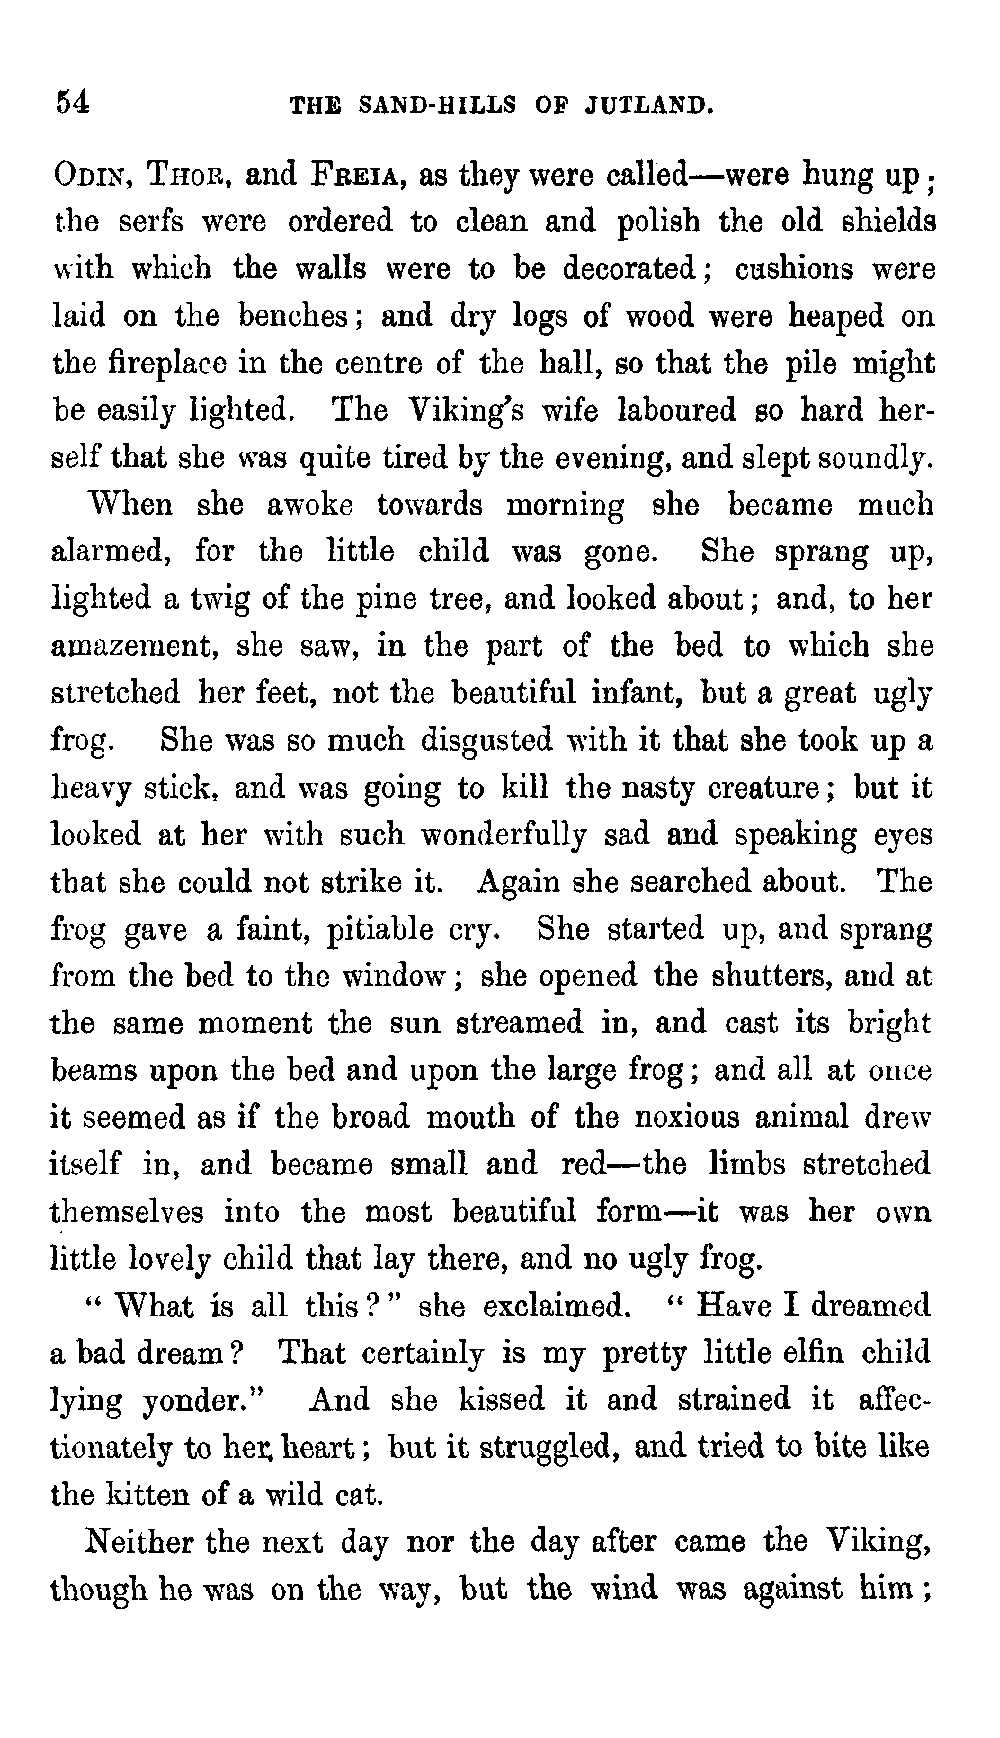 54 THE SAND-HILLS OF JUTLAND.
ODIN, THOR, and FREIA, as they were called—were hung up;
the serfs were ordered to clean and polish the old shields
with which the walls were to be decorated; cushions were
laid on the benches; and dry logs of wood were heaped on
the fireplace in the centre of the hall, so that the pile might
be easily lighted. The Viking's wife laboured so hard her-
self that she was quite tired by the evening, and slept soundly.
When she awoke towards morning she became much
alarmed, for the little child was gone. She sprang up,
lighted a twig of the pine tree, and looked about; and, to her
amazement, she saw, in the part of the bed to which she
stretched her feet, not the beautiful infant, but a great ugly
frog. She was so much disgusted with it that she took up a
heavy stick, and was going to kill the nasty creature; but it
looked at her with such wonderfully sad and speaking eyes
that she could not strike it. Again she searched about. The
frog gave a faint, pitiable cry. She started up, and sprang
from the bed to the window; she opened the shutters, and at
the same moment the sun streamed in, and cast its bright
beams upon the bed and upon the large frog; and all at once
it seemed as if the broad mouth of the noxious animal drew
itself in, and became small and red—the limbs stretched
themselves into the most beautiful form—it was her own
little lovely child that lay there, and no ugly frog.
"What is all this?" she exclaimed. "Have I dreamed
a bad dream? That certainly is my pretty little elfin child
lying yonder." And she kissed it and strained it affec-
tionately to her heart; but it struggled, and tried to bite like
the kitten of a wild cat.
Neither the next day nor the day after came the Viking,
though he was on the way, but the wind was against him;